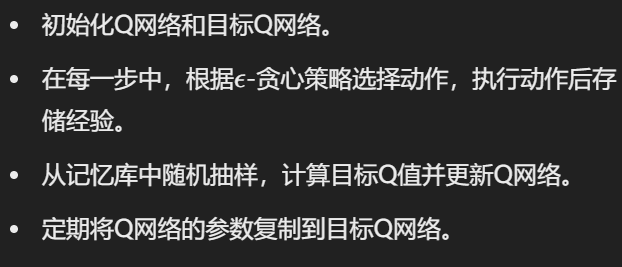 • 初始化Q网络和目标Q网络。
• 在每一步中，根据ϵ-贪心策略选择动作，执行动作后存
储经验。
• 从记忆库中随机抽样，计算目标Q值并更新Q网络。
• 定期将Q网络的参数复制到目标Q网络。